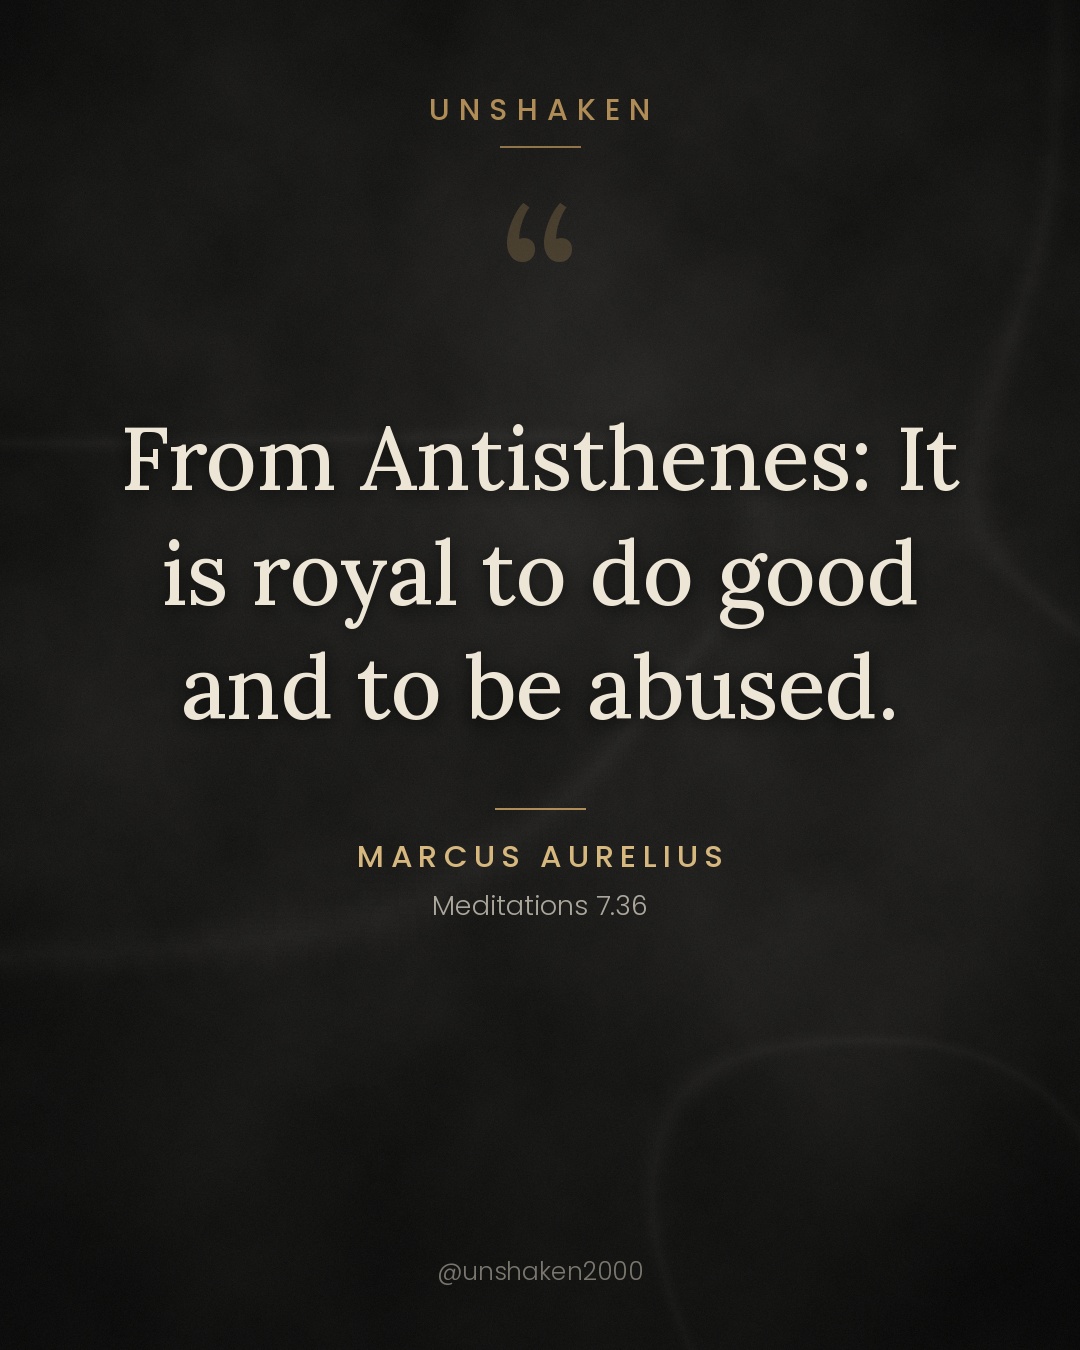 UNSHAKEN
“
From Antisthenes: It
is royal to do good
and to be abused.
MARCUS AURELIUS
Meditations 7.36
@unshaken2000